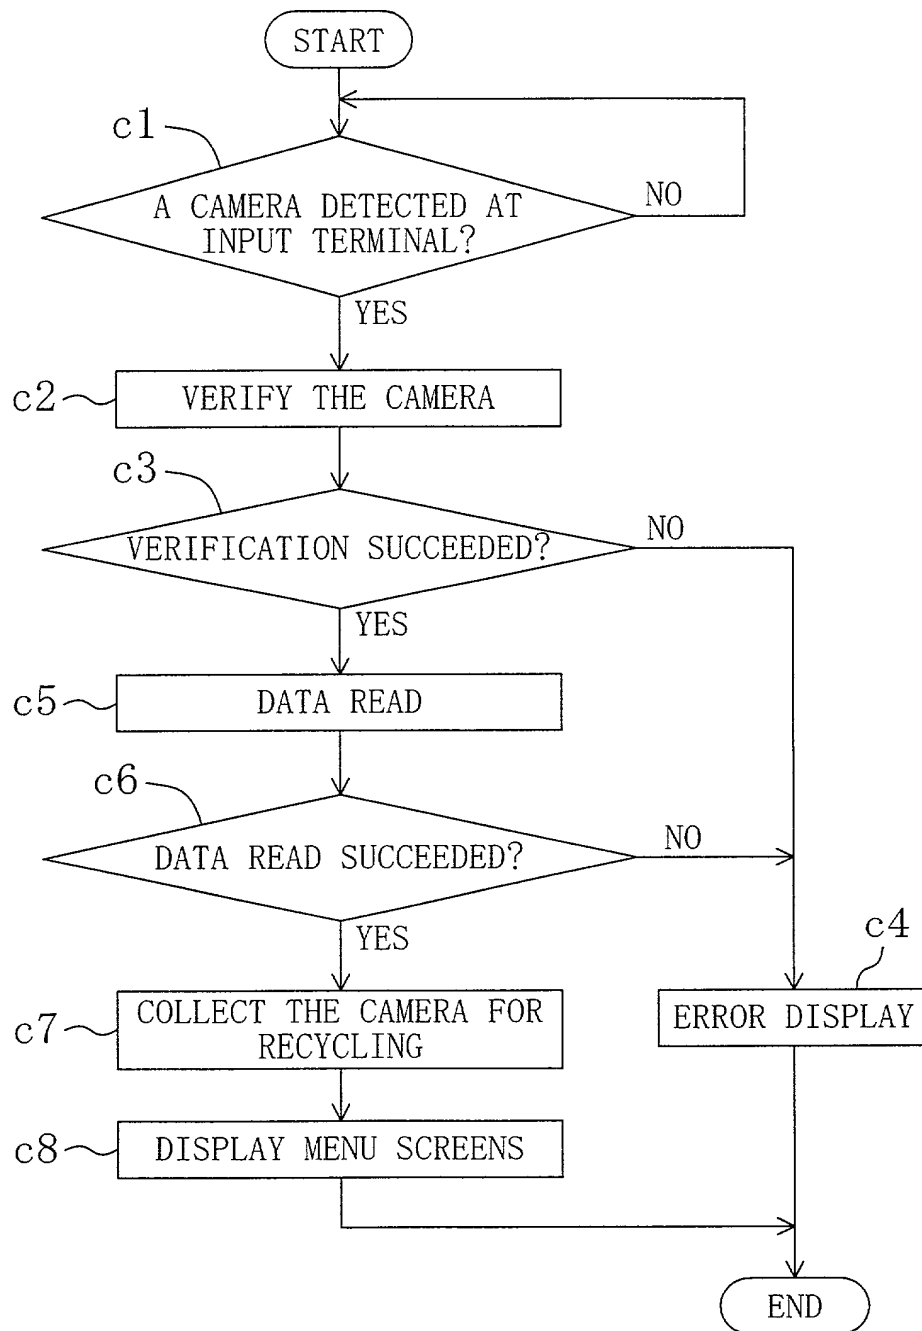 START
c1
A CAMERA DETECTED AT
INPUT TERMINAL?
NO
YES
c2
VERIFY THE CAMERA
c3
VERIFICATION SUCCEEDED?
NO
YES
c5
DATA READ
c6
DATA READ SUCCEEDED?
NO
YES
c4
ERROR DISPLAY
c7
COLLECT THE CAMERA FOR
RECYCLING
c8
DISPLAY MENU SCREENS
END